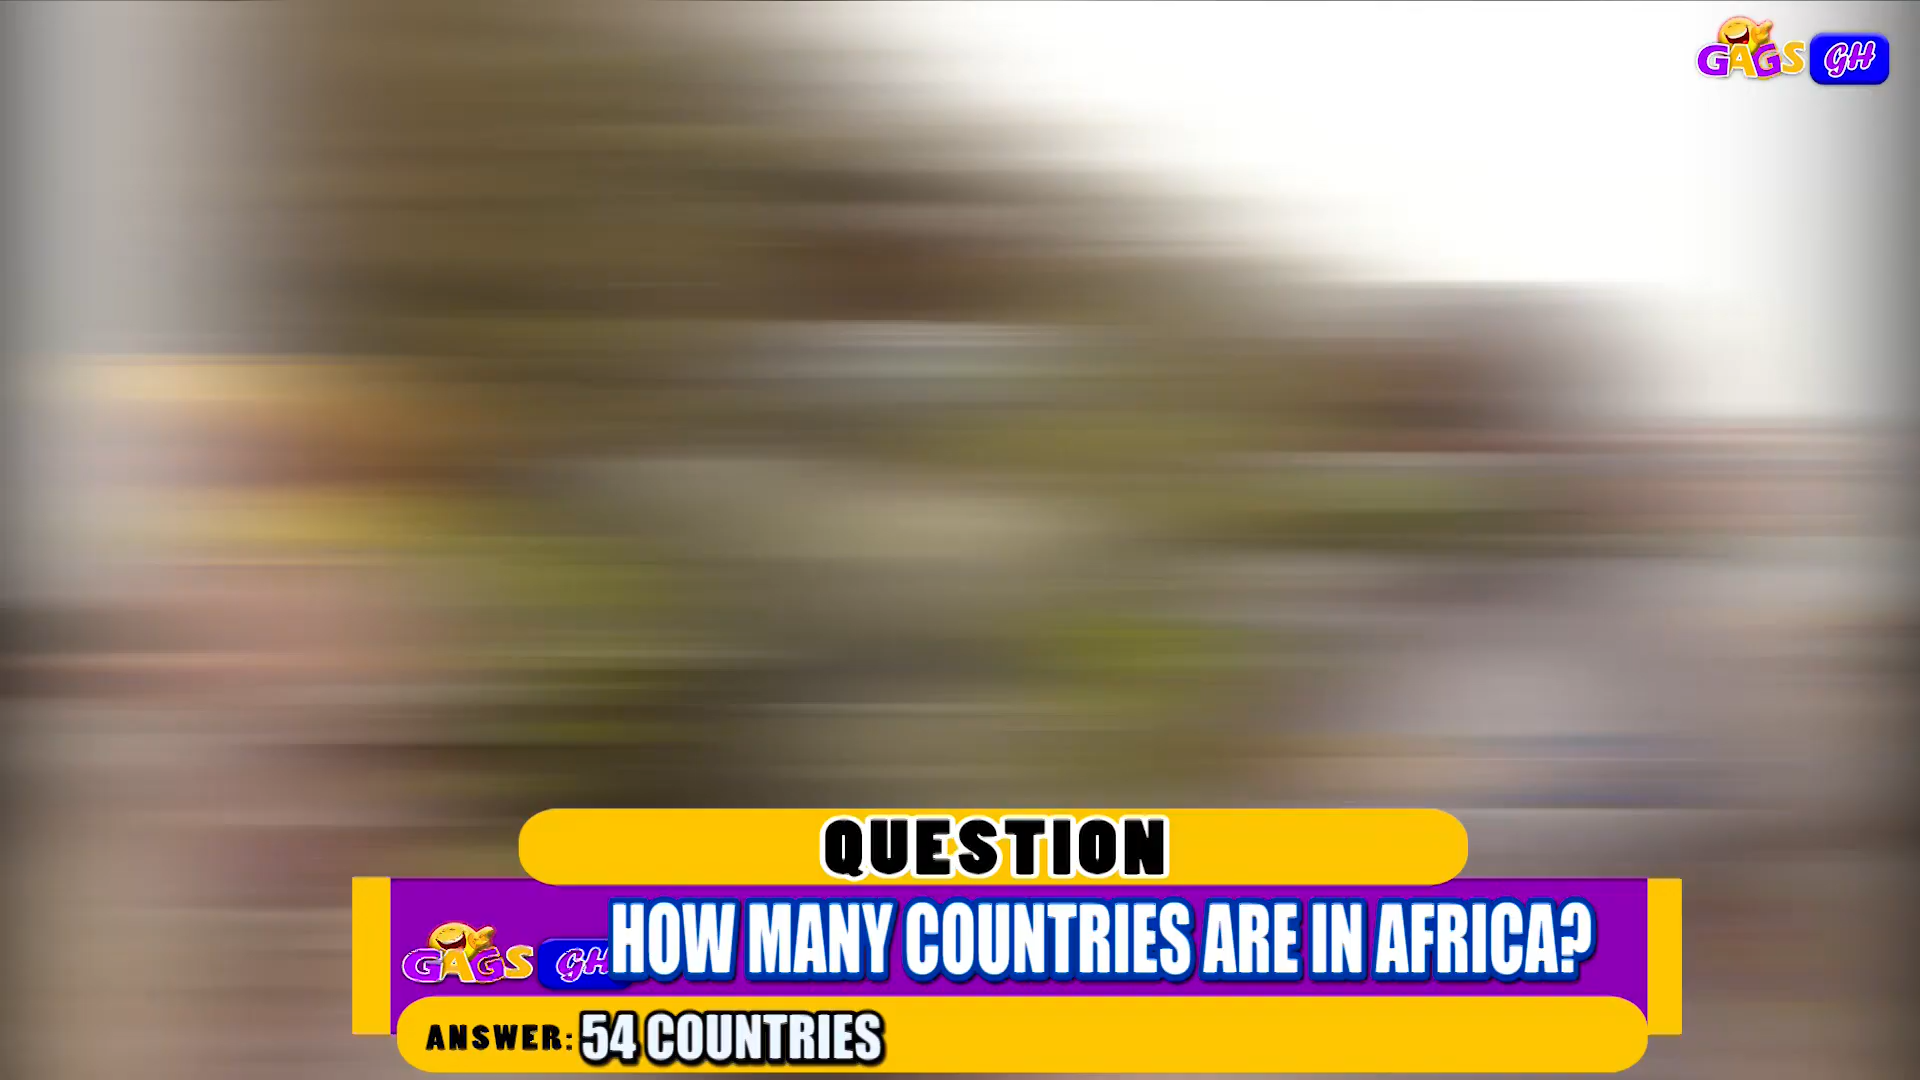 GAGS GH
QUESTION
GAGS GH
HOW MANY COUNTRIES ARE IN AFRICA?
ANSWER: 54 COUNTRIES